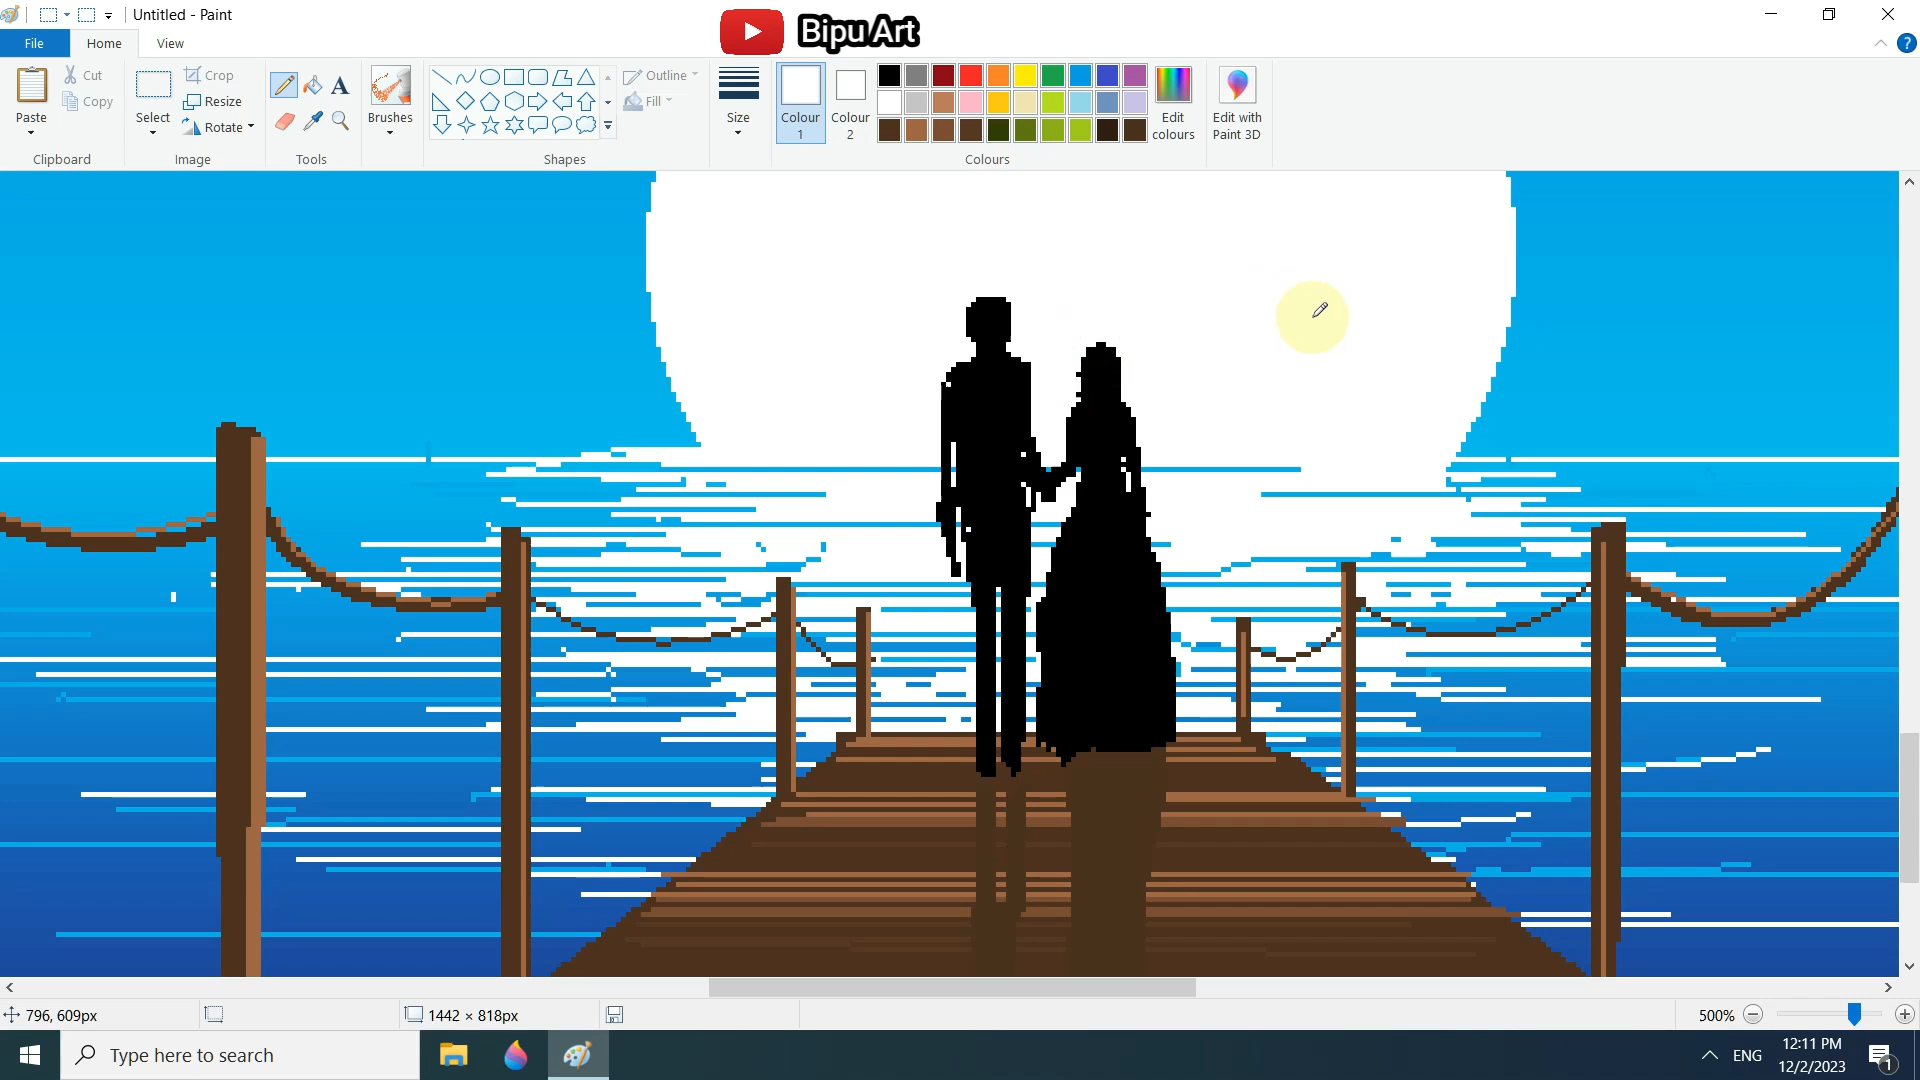 Untitled - Paint
Bipu Art
File Home View
Paste
Cut
Copy
Clipboard
Select
Crop
Resize
Rotate
Image
A
Tools
Brushes
Outline
Fill
Shapes
Size
Colour 1
Colour 2
Edit colours
Colours
Edit with Paint 3D
?
796, 609px
1442 × 818px
500%
Type here to search
ENG
12:11 PM
12/2/2023
1